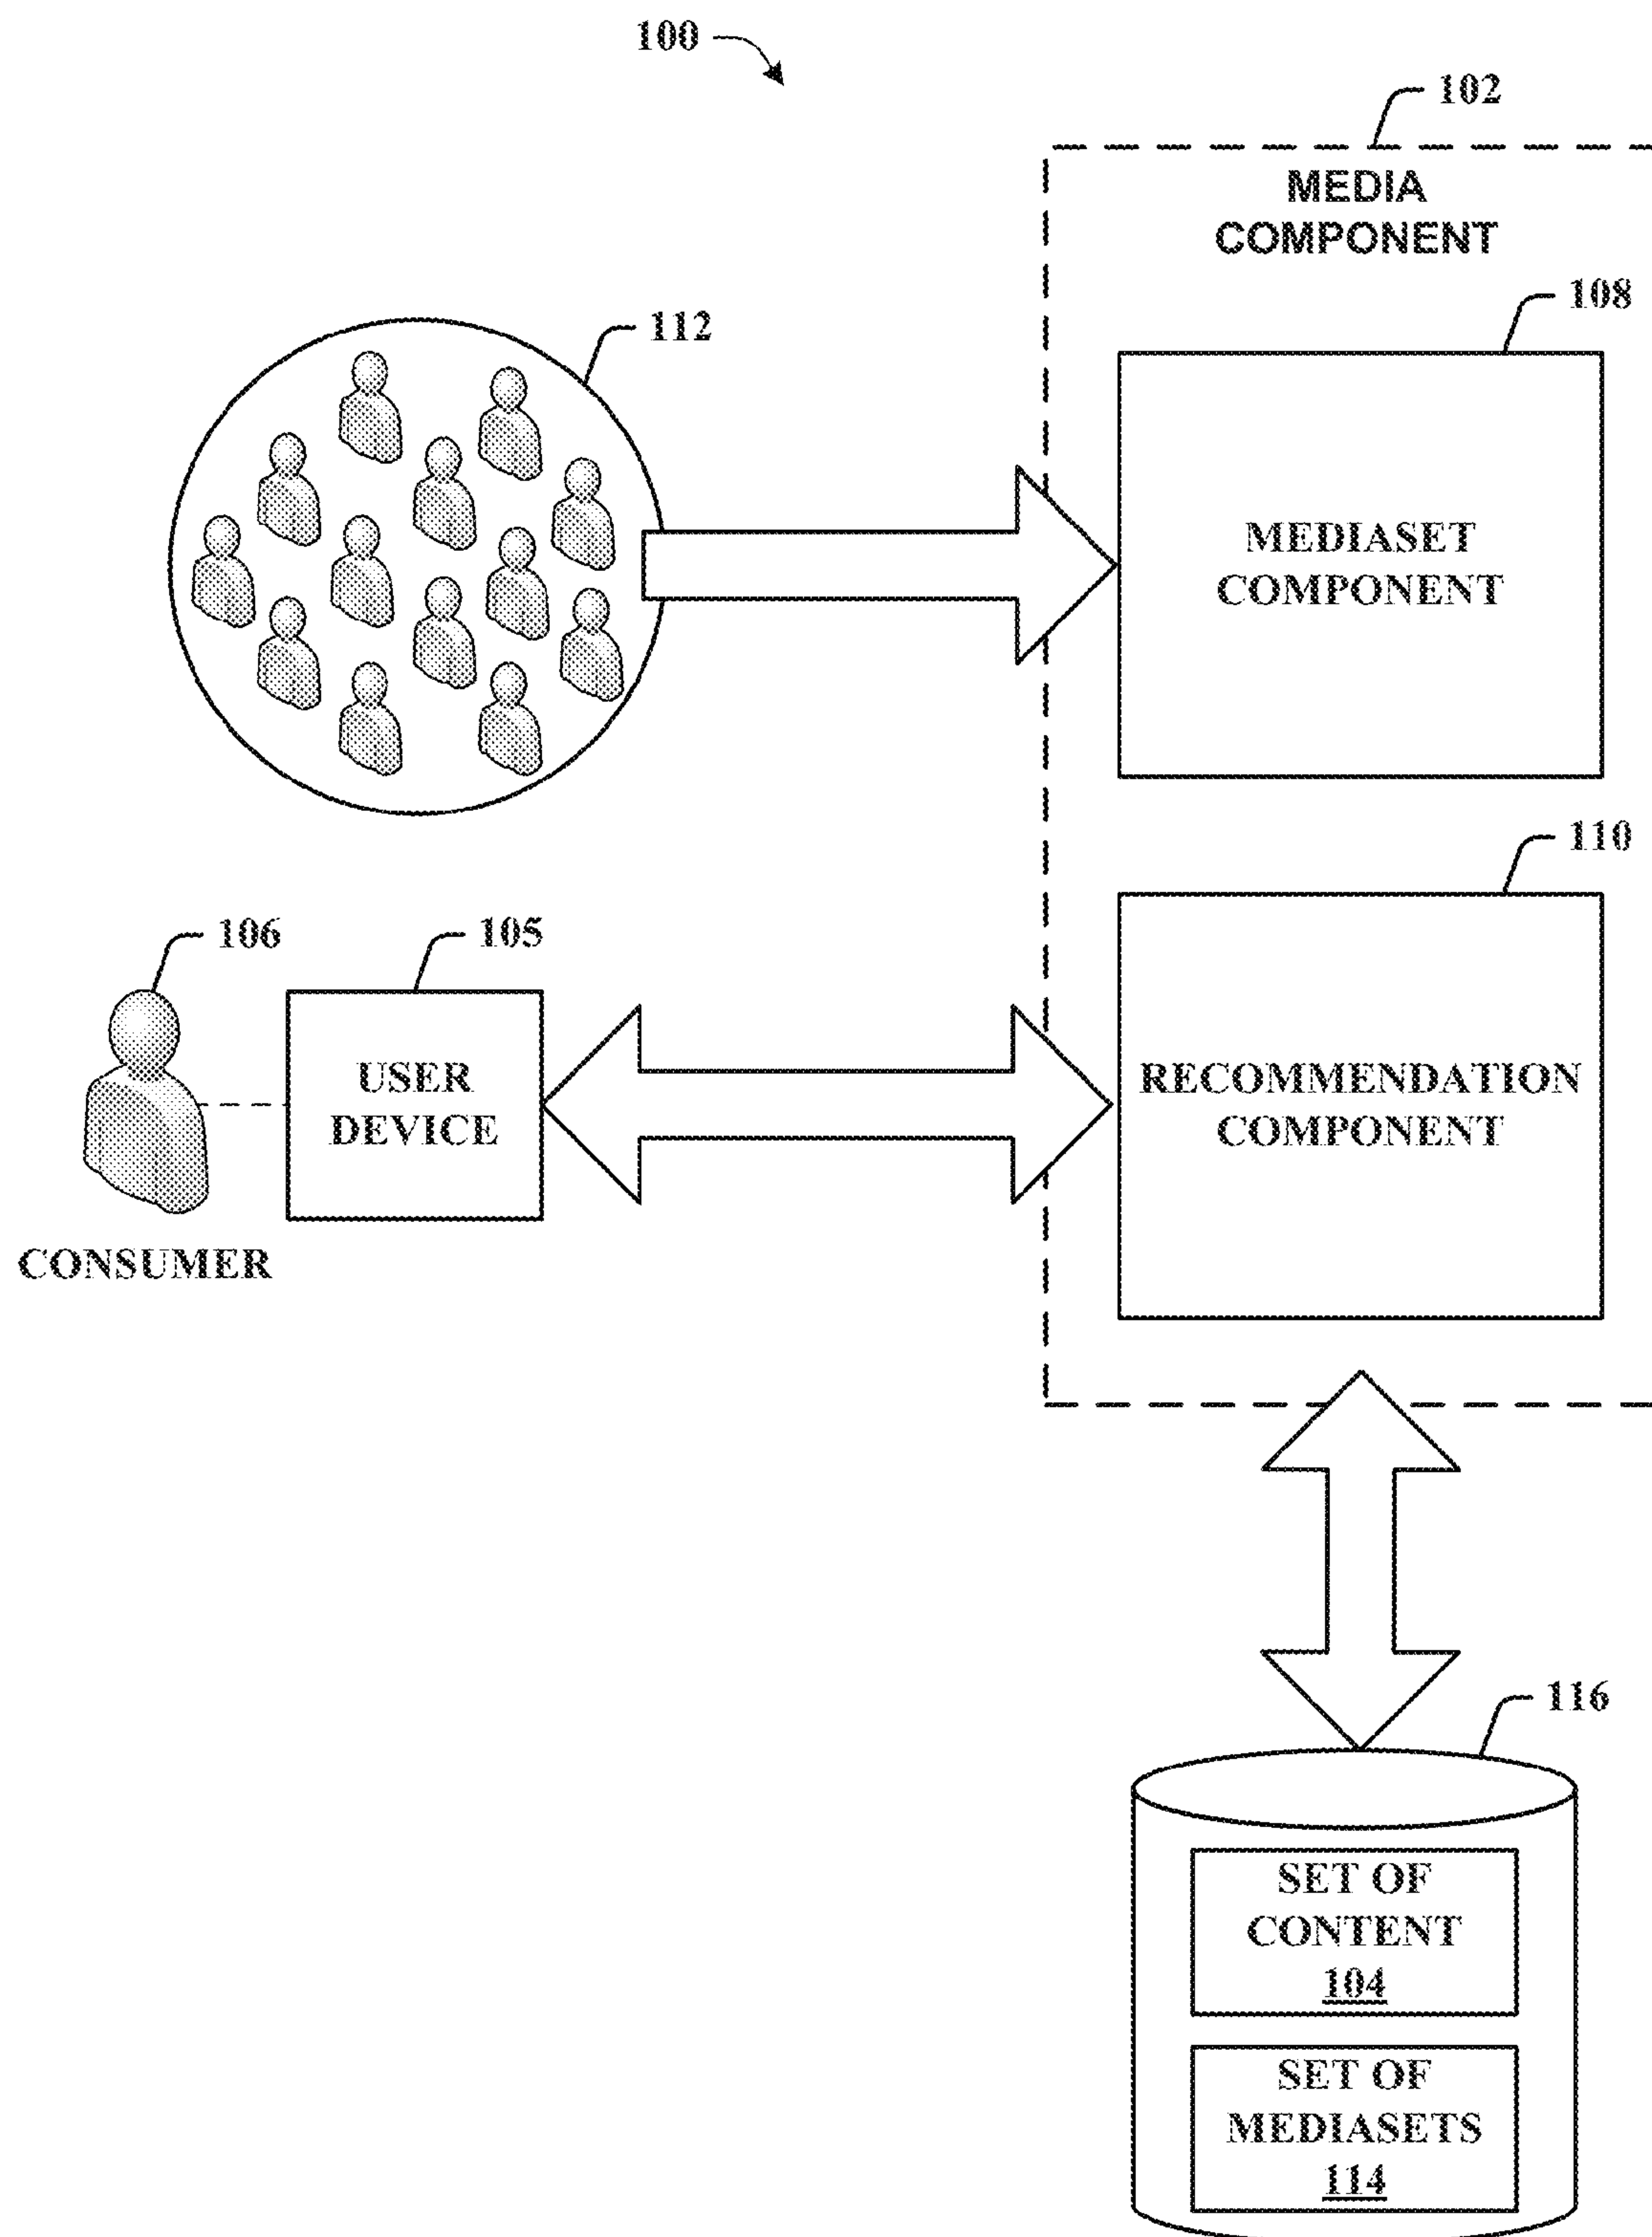 100
102
MEDIA
COMPONENT
108
112
MEDIASET
COMPONENT
110
106
105
USER
DEVICE
RECOMMENDATION
COMPONENT
CONSUMER
116
SET OF
CONTENT
104
SET OF
MEDIASETS
114